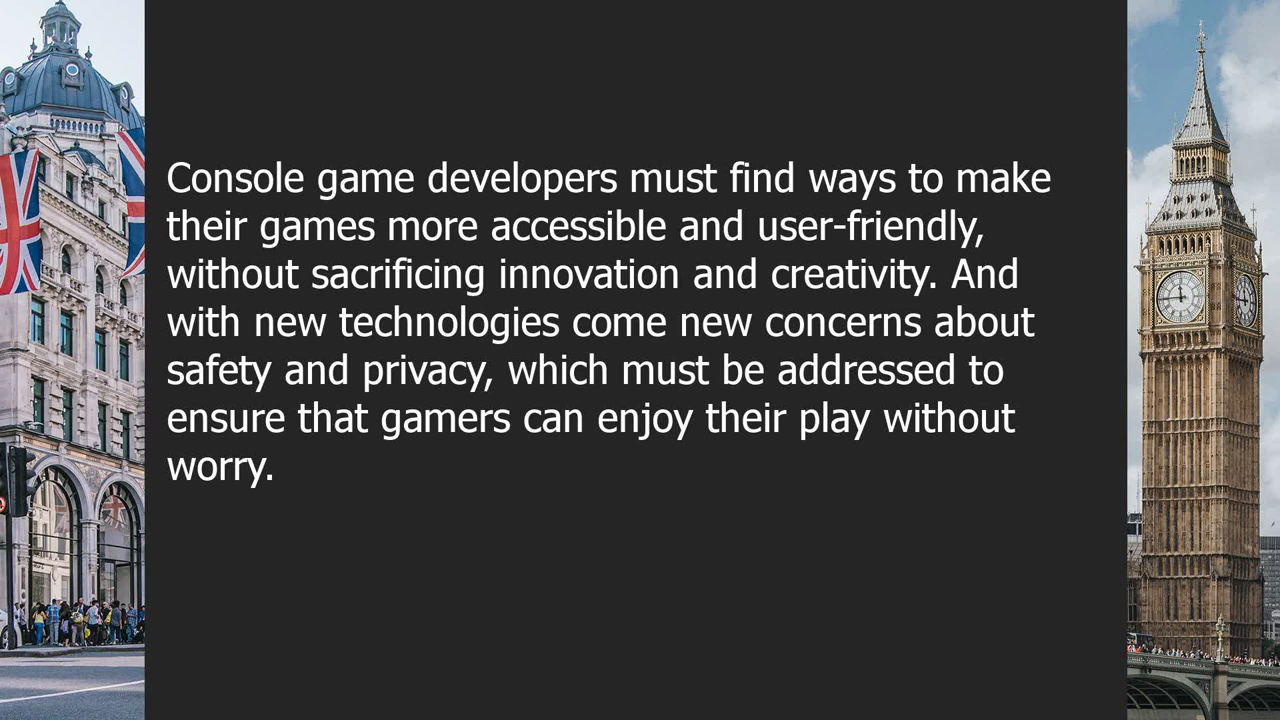 Console game developers must find ways to make
their games more accessible and user-friendly,
without sacrificing innovation and creativity. And
with new technologies come new concerns about
safety and privacy, which must be addressed to
ensure that gamers can enjoy their play without
worry.